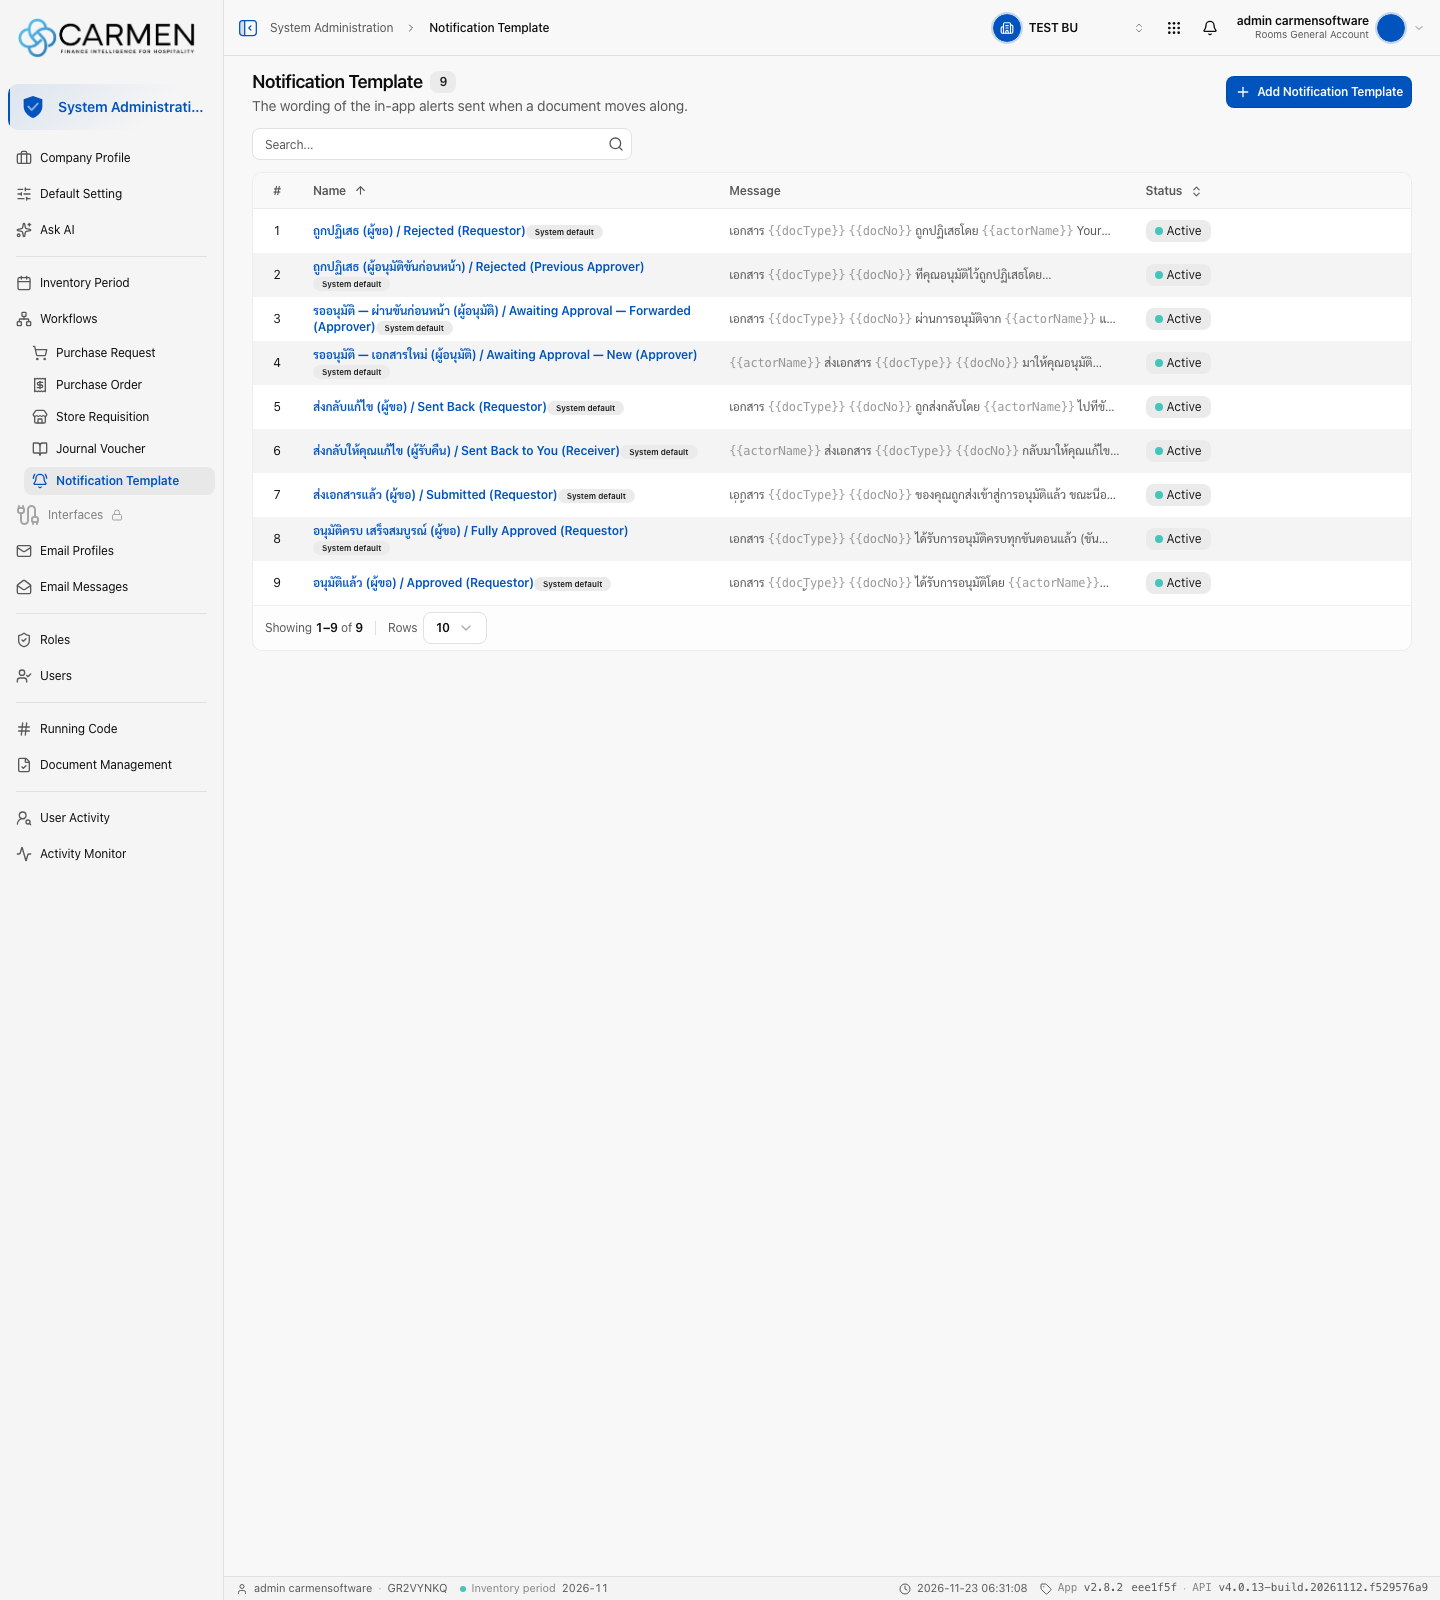 CARMEN
FINANCE INTELLIGENCE FOR HOSPITALITY
System Administrati...
Company Profile
Default Setting
Ask AI
Inventory Period
Workflows
Purchase Request
Purchase Order
Store Requisition
Journal Voucher
Notification Template
Interfaces
Email Profiles
Email Messages
Roles
Users
Running Code
Document Management
User Activity
Activity Monitor
System Administration > Notification Template
TEST BU
admin carmensoftware
Rooms General Account
Notification Template 9
The wording of the in-app alerts sent when a document moves along.
+ Add Notification Template
Search...
# Name Message Status
1 ถูกปฏิเสธ (ผู้ขอ) / Rejected (Requestor) System default เอกสาร {{docType}} {{docNo}} ถูกปฏิเสธโดย {{actorName}} Your... Active
2 ถูกปฏิเสธ (ผู้อนุมัติขั้นก่อนหน้า) / Rejected (Previous Approver) System default เอกสาร {{docType}} {{docNo}} ที่คุณอนุมัติไว้ถูกปฏิเสธโดย... Active
3 รออนุมัติ — ผ่านขั้นก่อนหน้า (ผู้อนุมัติ) / Awaiting Approval — Forwarded (Approver) System default เอกสาร {{docType}} {{docNo}} ผ่านการอนุมัติจาก {{actorName}} แ... Active
4 รออนุมัติ — เอกสารใหม่ (ผู้อนุมัติ) / Awaiting Approval — New (Approver) System default {{actorName}} ส่งเอกสาร {{docType}} {{docNo}} มาให้คุณอนุมัติ... Active
5 ส่งกลับแก้ไข (ผู้ขอ) / Sent Back (Requestor) System default เอกสาร {{docType}} {{docNo}} ถูกส่งกลับโดย {{actorName}} ไปที่ขั... Active
6 ส่งกลับให้คุณแก้ไข (ผู้รับคืน) / Sent Back to You (Receiver) System default {{actorName}} ส่งเอกสาร {{docType}} {{docNo}} กลับมาให้คุณแก้ไข... Active
7 ส่งเอกสารแล้ว (ผู้ขอ) / Submitted (Requestor) System default เอกสาร {{docType}} {{docNo}} ของคุณถูกส่งเข้าสู่การอนุมัติแล้ว ขณะนี้อ... Active
8 อนุมัติครบ เสร็จสมบูรณ์ (ผู้ขอ) / Fully Approved (Requestor) System default เอกสาร {{docType}} {{docNo}} ได้รับการอนุมัติครบทุกขั้นตอนแล้ว (ขั้น... Active
9 อนุมัติแล้ว (ผู้ขอ) / Approved (Requestor) System default เอกสาร {{docType}} {{docNo}} ได้รับการอนุมัติโดย {{actorName}}... Active
Showing 1–9 of 9 Rows 10
admin carmensoftware · GR2VYNKQ Inventory period 2026-11 2026-11-23 06:31:08 App v2.8.2 eee1f5f · API v4.0.13-build.20261112.f529576a9